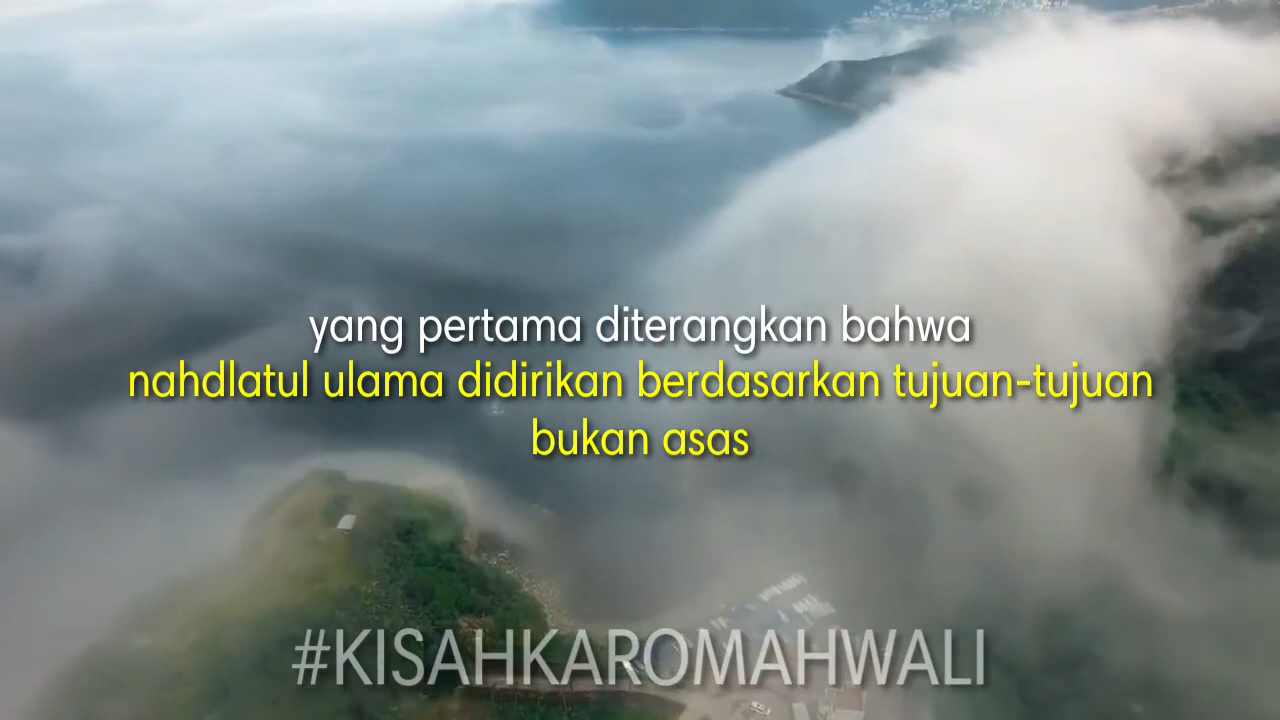 yang pertama diterangkan bahwa
nahdlatul ulama didirikan berdasarkan tujuan-tujuan
bukan asas
#KISAHKAROMAHWALI